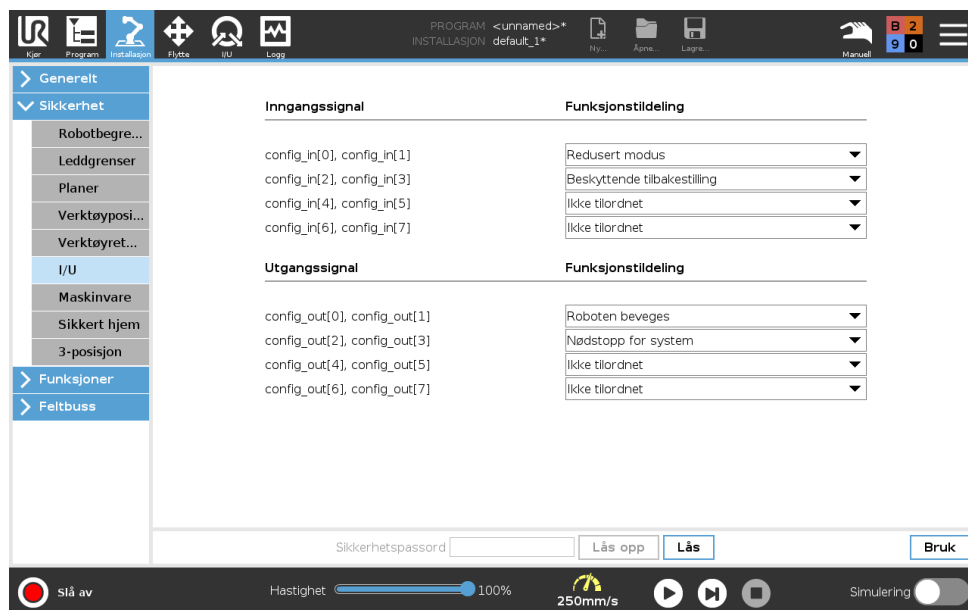 UR
PROGRAM <unnamed>*
INSTALLASJON default_1*
Kjør Program Installasjon Flytte I/U Logg Ny... Åpne... Lagre... Manuell
B 2
9 0
Generelt
Sikkerhet
Robotbegre...
Leddgrenser
Planer
Verktøyposi...
Verktøyret...
I/U
Maskinvare
Sikkert hjem
3-posisjon
Funksjoner
Feltbuss
Inngangssignal Funksjonstildeling
config_in[0], config_in[1] Redusert modus
config_in[2], config_in[3] Beskyttende tilbakestilling
config_in[4], config_in[5] Ikke tilordnet
config_in[6], config_in[7] Ikke tilordnet
Utgangssignal Funksjonstildeling
config_out[0], config_out[1] Roboten beveges
config_out[2], config_out[3] Nødstopp for system
config_out[4], config_out[5] Ikke tilordnet
config_out[6], config_out[7] Ikke tilordnet
Sikkerhetspassord Lås opp Lås Bruk
Slå av Hastighet 100% 250mm/s Simulering